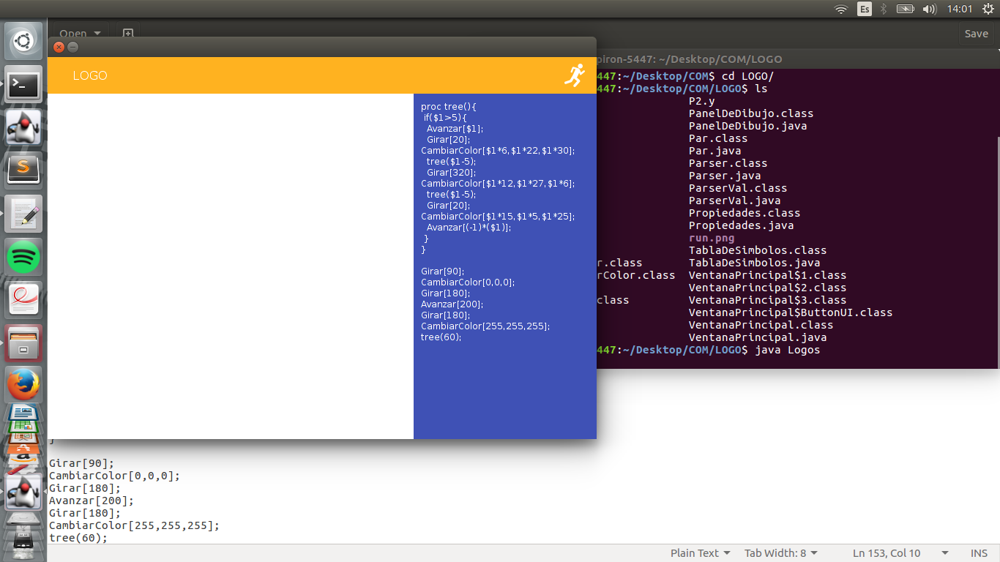 Es
14:01
Open
Save
piron-5447: ~/Desktop/COM/LOGO
LOGO
proc tree(){
if($1>5){
Avanzar[$1];
Girar[20];
CambiarColor[$1*6,$1*22,$1*30];
tree($1-5);
Girar[320];
CambiarColor[$1*12,$1*27,$1*6];
tree($1-5);
Girar[20];
CambiarColor[$1*15,$1*5,$1*25];
Avanzar[(-1)*($1)];
}
}
Girar[90];
CambiarColor[0,0,0];
Girar[180];
Avanzar[200];
Girar[180];
CambiarColor[255,255,255];
tree(60);
447:~/Desktop/COM$ cd LOGO/
447:~/Desktop/COM/LOGO$ ls
P2.y
PanelDeDibujo.class
PanelDeDibujo.java
Par.class
Par.java
Parser.class
Parser.java
ParserVal.class
ParserVal.java
Propiedades.class
Propiedades.java
run.png
TablaDeSimbolos.class
r.class TablaDeSimbolos.java
rColor.class VentanaPrincipal$1.class
VentanaPrincipal$2.class
class VentanaPrincipal$3.class
VentanaPrincipal$ButtonUI.class
VentanaPrincipal.class
VentanaPrincipal.java
447:~/Desktop/COM/LOGO$ java Logos
}
Girar[90];
CambiarColor[0,0,0];
Girar[180];
Avanzar[200];
Girar[180];
CambiarColor[255,255,255];
tree(60);
Plain Text Tab Width: 8 Ln 153, Col 10 INS